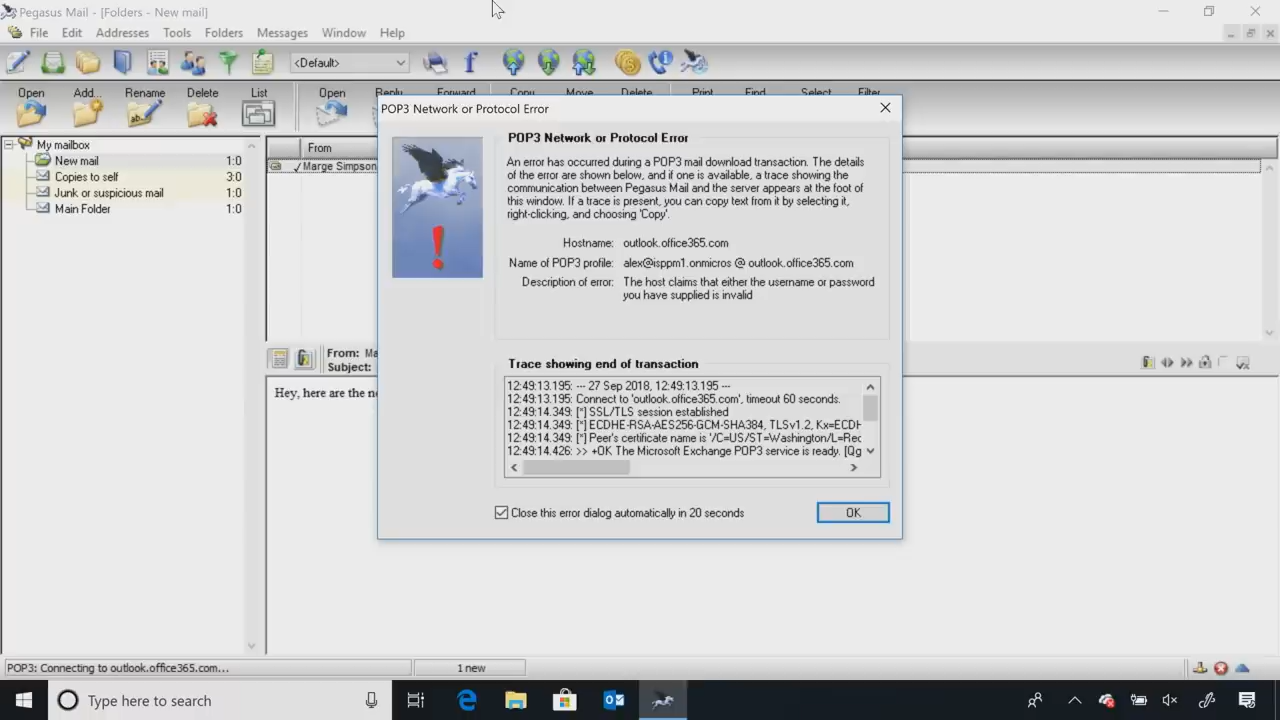 Pegasus Mail - [Folders - New mail]
File Edit Addresses Tools Folders Messages Window Help
<Default>
Open Add... Rename Delete List Open Reply Forward Copy Move Delete Print Find Select Filter
My mailbox
New mail 1:0
Copies to self 3:0
Junk or suspicious mail 1:0
Main Folder 1:0
From
Marge Simpson
From: Ma
Subject:
Hey, here are the ne
POP3 Network or Protocol Error
POP3 Network or Protocol Error
An error has occurred during a POP3 mail download transaction. The details
of the error are shown below, and if one is available, a trace showing the
communication between Pegasus Mail and the server appears at the foot of
this window. If a trace is present, you can copy text from it by selecting it,
right-clicking, and choosing 'Copy'.
Hostname: outlook.office365.com
Name of POP3 profile: alex@isppm1.onmicros @ outlook.office365.com
Description of error: The host claims that either the username or password
you have supplied is invalid
Trace showing end of transaction
12:49:13.195: --- 27 Sep 2018, 12:49:13.195 ---
12:49:13.195: Connect to 'outlook.office365.com', timeout 60 seconds.
12:49:14.349: [*] SSL/TLS session established
12:49:14.349: [*] ECDHE-RSA-AES256-GCM-SHA384, TLSv1.2, Kx=ECDH
12:49:14.349: [*] Peer's certificate name is '/C=US/ST=Washington/L=Rec
12:49:14.426: >> +OK The Microsoft Exchange POP3 service is ready. [Qg
Close this error dialog automatically in 20 seconds
OK
POP3: Connecting to outlook.office365.com...
1 new
Type here to search